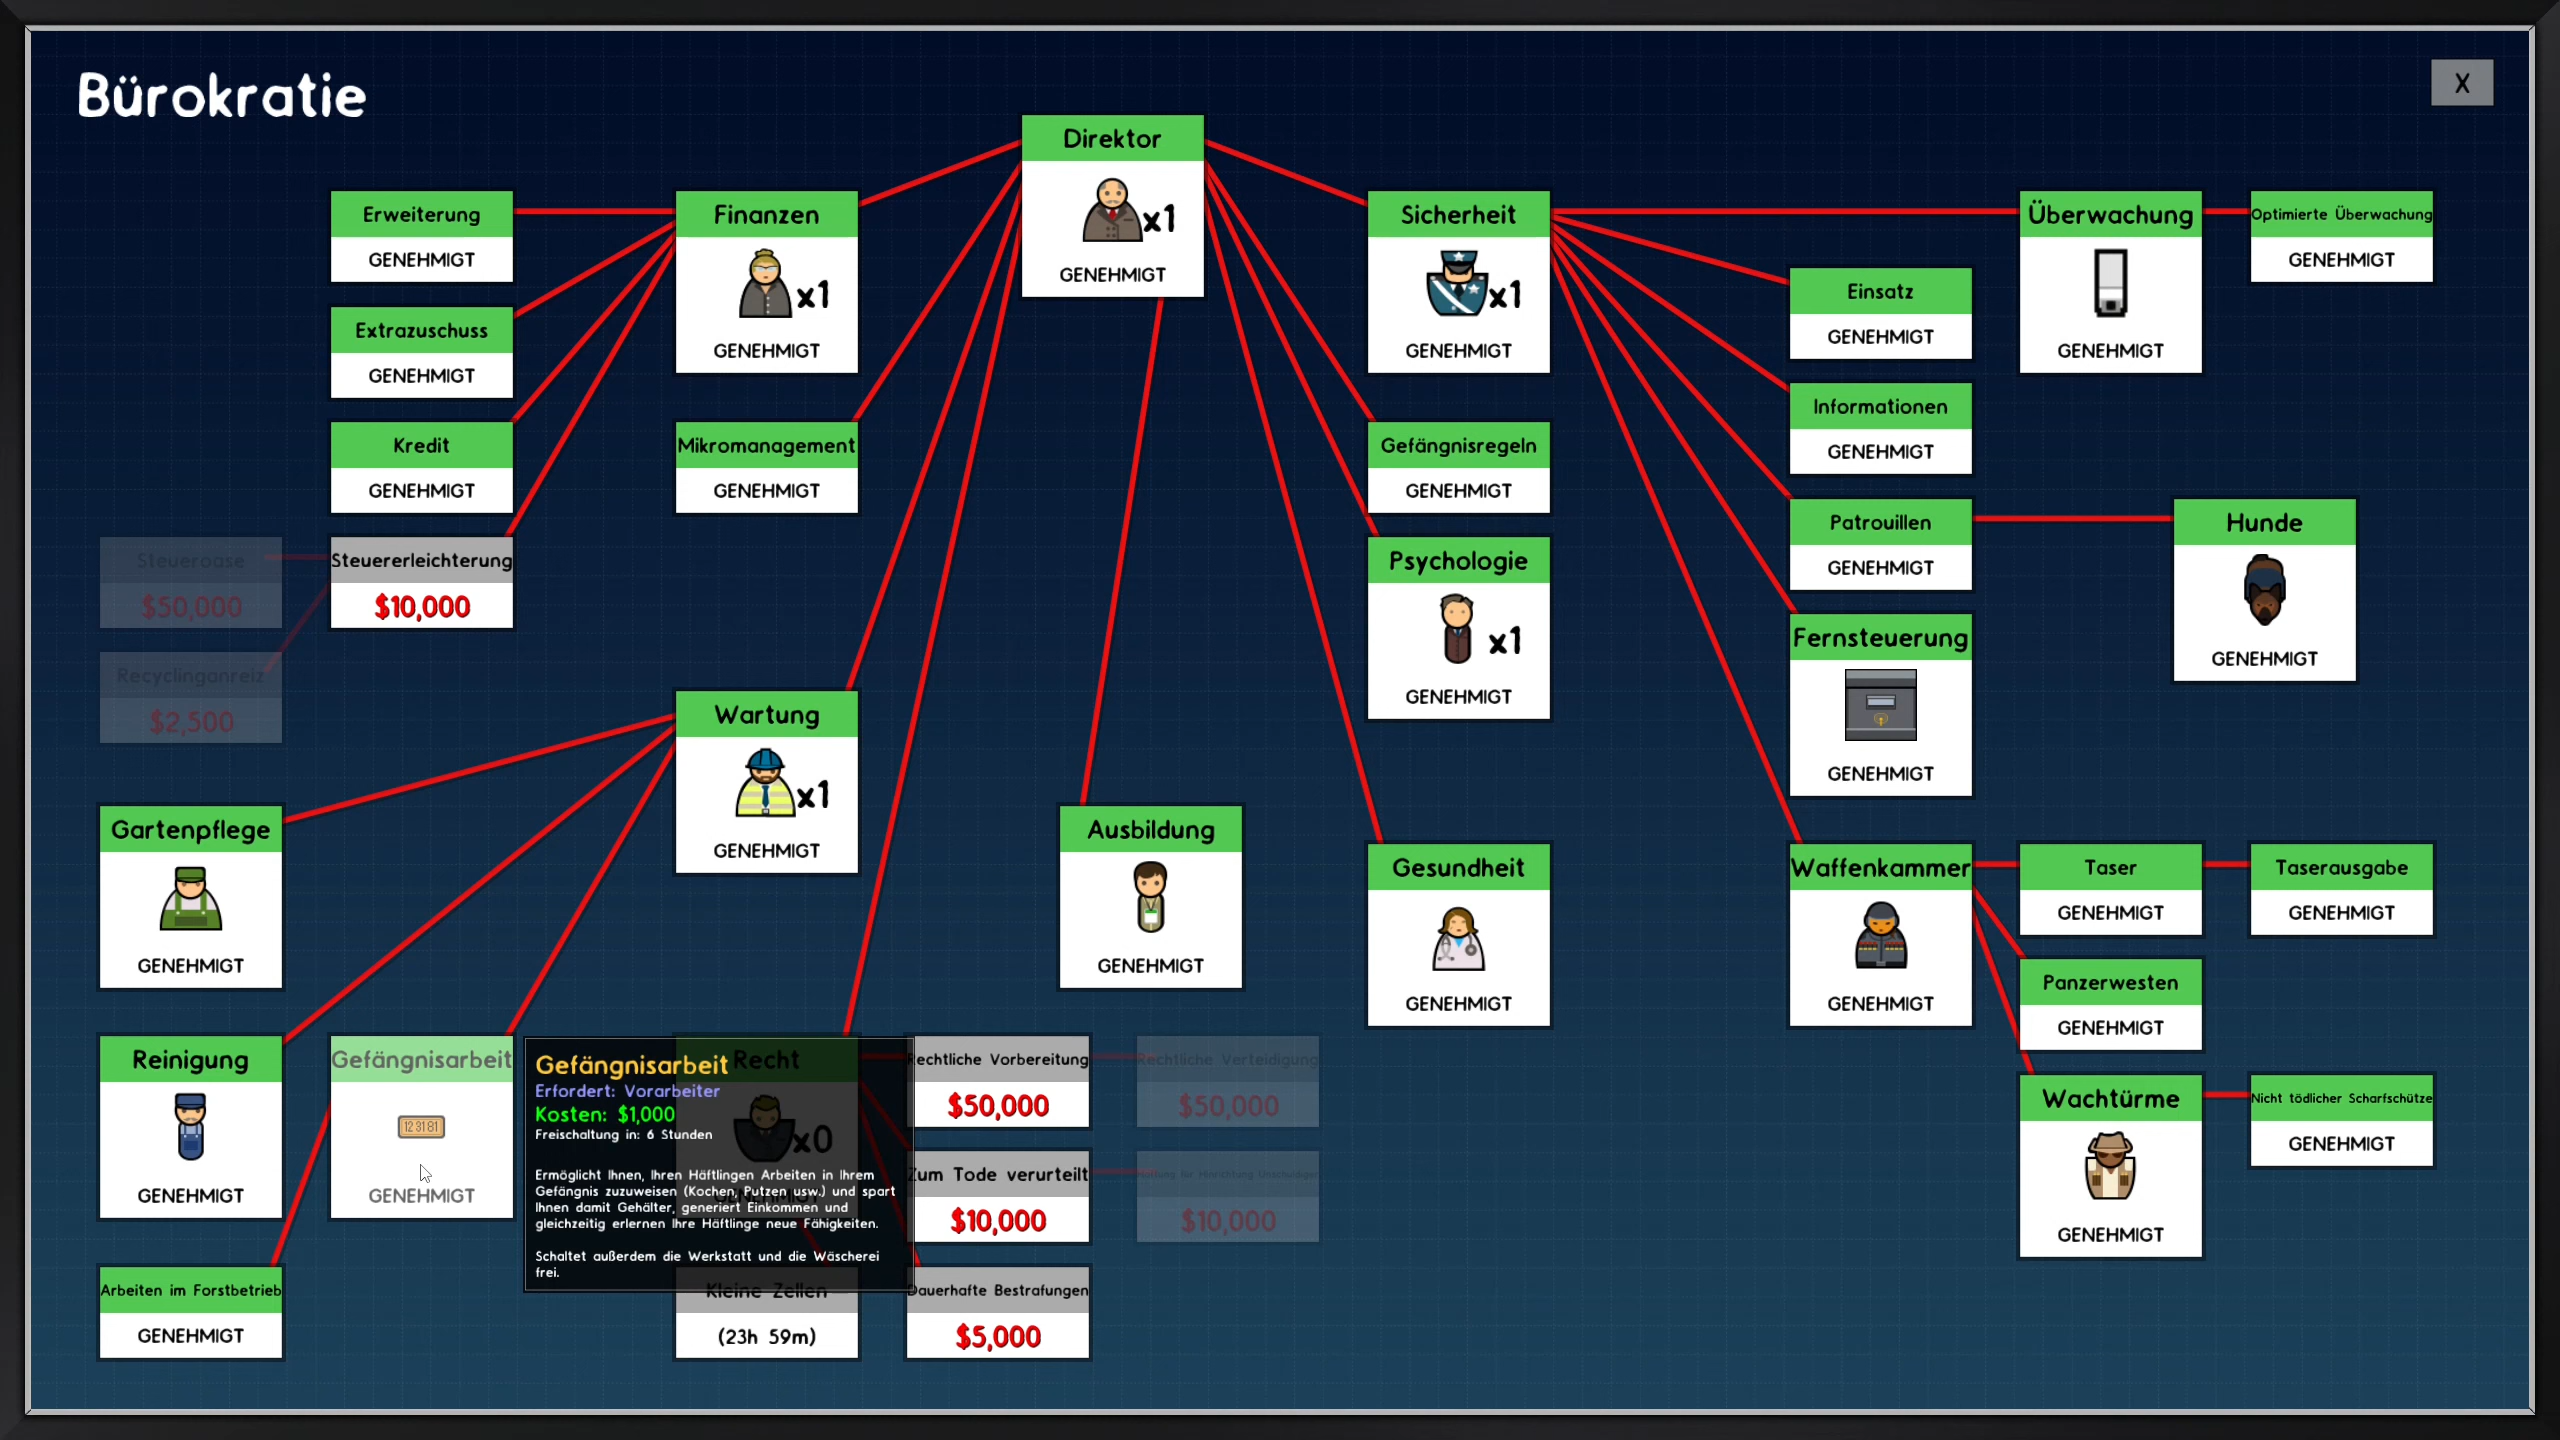 Bürokratie
X
Direktor
x1
GENEHMIGT
Erweiterung
GENEHMIGT
Finanzen
x1
GENEHMIGT
Sicherheit
x1
GENEHMIGT
Überwachung
GENEHMIGT
Optimierte Überwachung
GENEHMIGT
Einsatz
GENEHMIGT
Extrazuschuss
GENEHMIGT
Informationen
GENEHMIGT
Kredit
GENEHMIGT
Mikromanagement
GENEHMIGT
Gefängnisregeln
GENEHMIGT
Patrouillen
GENEHMIGT
Hunde
GENEHMIGT
Steueroase
$50,000
Steuererleichterung
$10,000
Psychologie
x1
GENEHMIGT
Fernsteuerung
GENEHMIGT
Recyclinganreiz
$2,500
Wartung
x1
GENEHMIGT
Gartenpflege
GENEHMIGT
Ausbildung
GENEHMIGT
Gesundheit
GENEHMIGT
Waffenkammer
GENEHMIGT
Taser
GENEHMIGT
Taserausgabe
GENEHMIGT
Panzerwesten
GENEHMIGT
Reinigung
GENEHMIGT
Gefängnisarbeit
12 31 81
GENEHMIGT
Gefängnisarbeit
Erfordert: Vorarbeiter
Kosten: $1,000
Freischaltung in: 6 Stunden
Ermöglicht Ihnen, Ihren Häftlingen Arbeiten in Ihrem
Gefängnis zuzuweisen (Kochen, Putzen usw.) und spart
Ihnen damit Gehälter, generiert Einkommen und
gleichzeitig erlernen Ihre Häftlinge neue Fähigkeiten.
Schaltet außerdem die Werkstatt und die Wäscherei
frei.
Recht
x0
GENEHMIGT
Rechtliche Vorbereitung
$50,000
Rechtliche Verteidigung
$50,000
Wachtürme
GENEHMIGT
Nicht tödlicher Scharfschütze
GENEHMIGT
Zum Tode verurteilt
$10,000
$10,000
Arbeiten im Forstbetrieb
GENEHMIGT
Kleine Zellen
(23h 59m)
Dauerhafte Bestrafungen
$5,000